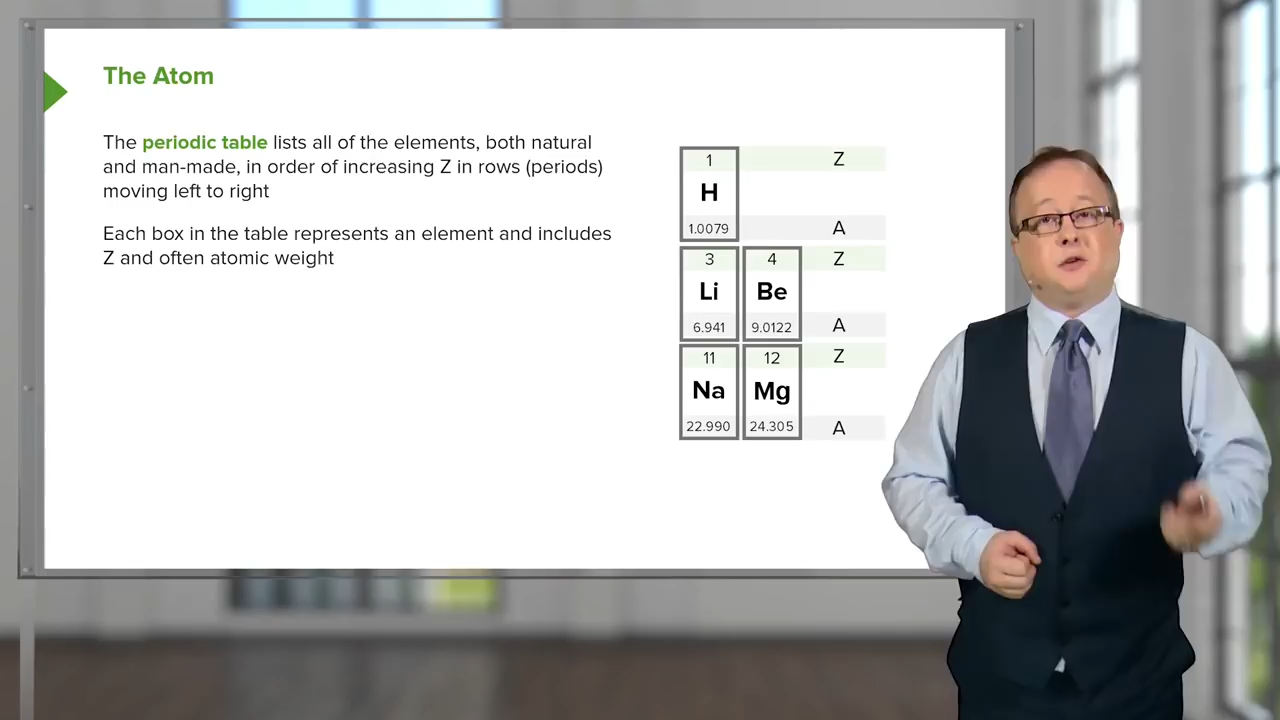 The Atom
The periodic table lists all of the elements, both natural
and man-made, in order of increasing Z in rows (periods)
moving left to right
Each box in the table represents an element and includes
Z and often atomic weight
1 Z
H
1.0079 A
3 4 Z
Li Be
6.941 9.0122 A
11 12 Z
Na Mg
22.990 24.305 A